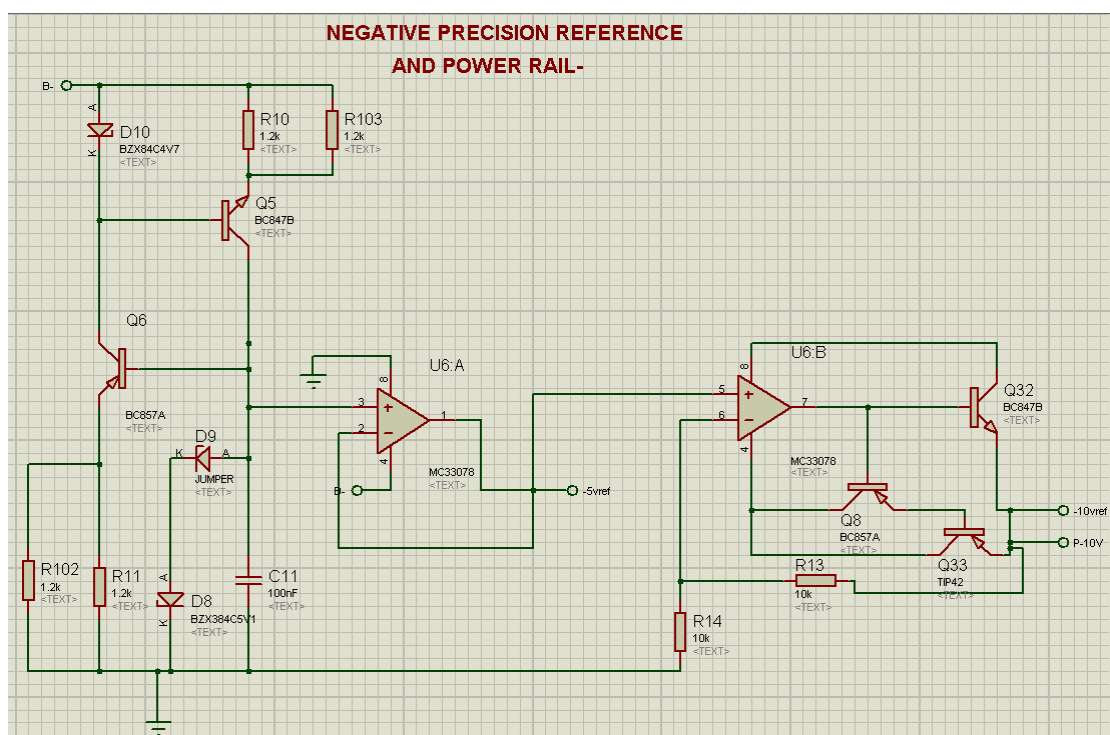 NEGATIVE PRECISION REFERENCE
AND POWER RAIL-
B-
A
D10
BZX84C4V7
<TEXT>
K
R10
1.2k
<TEXT>
R103
1.2k
<TEXT>
Q5
BC847B
<TEXT>
Q6
BC857A
<TEXT>
D9
K
A
JUMPER
<TEXT>
R102
1.2k
<TEXT>
R11
1.2k
<TEXT>
A
D8
BZX384C5V1
<TEXT>
K
C11
100nF
<TEXT>
U6:A
8
3
2
1
4
MC33078
<TEXT>
B-
-5vref
U6:B
8
5
6
7
4
MC33078
<TEXT>
Q32
BC847B
<TEXT>
Q8
BC857A
<TEXT>
-10vref
P-10V
Q33
TIP42
<TEXT>
R13
10k
<TEXT>
R14
10k
<TEXT>